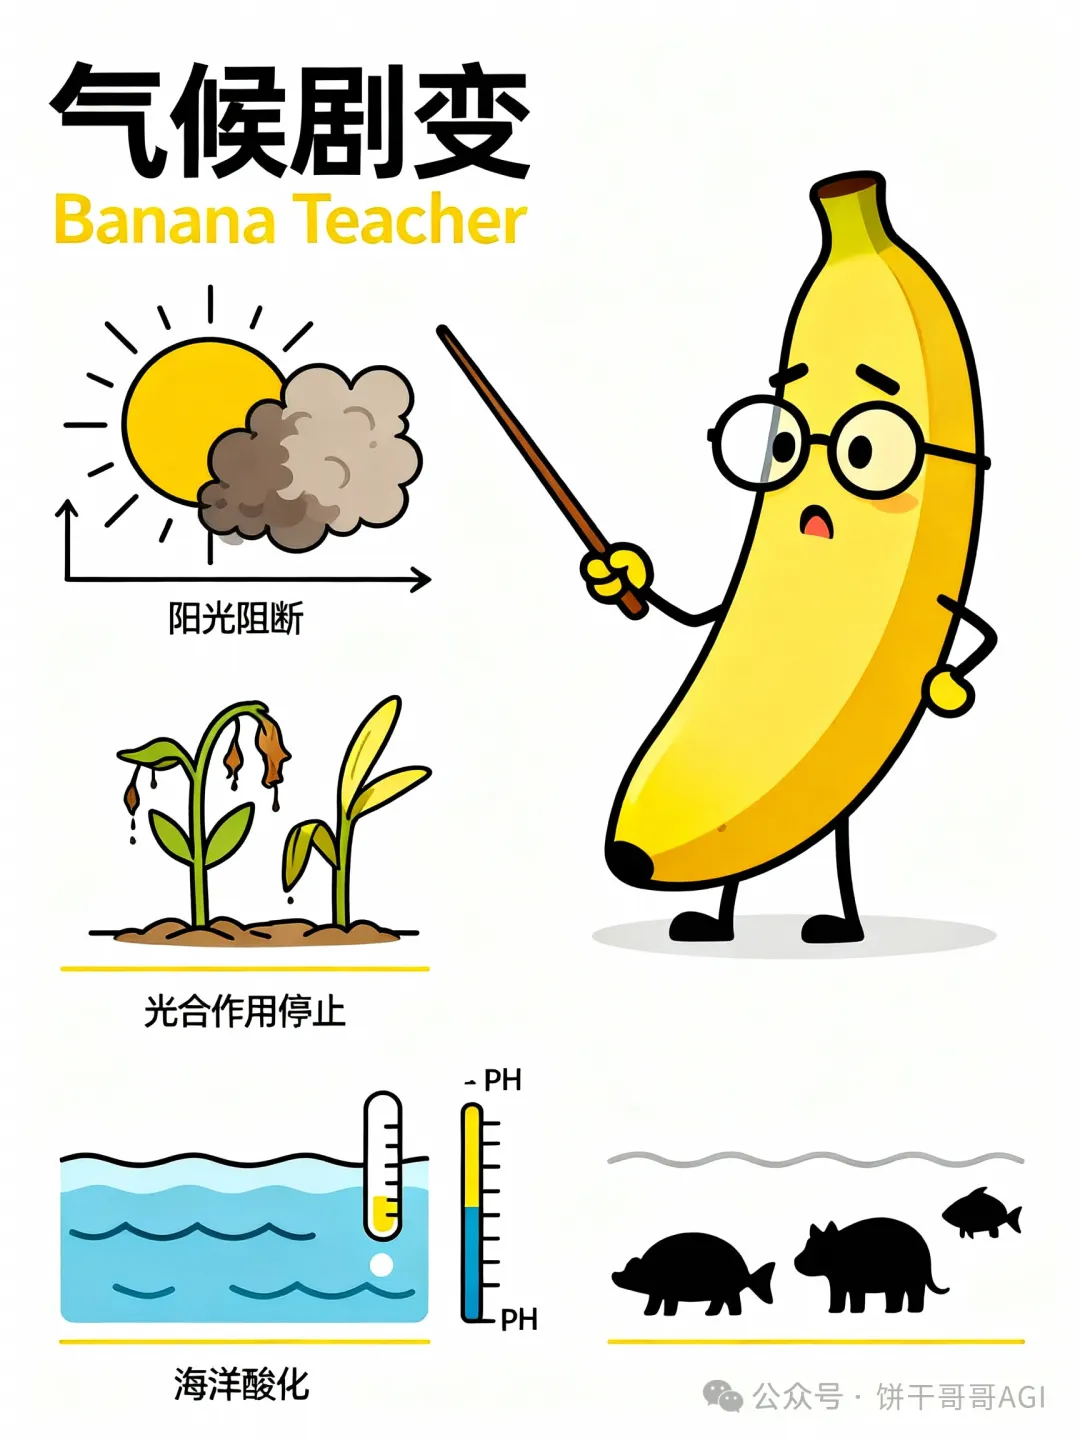 气候剧变
Banana Teacher
阳光阻断
光合作用停止
PH
PH
海洋酸化
公众号 · 饼干哥哥AGI